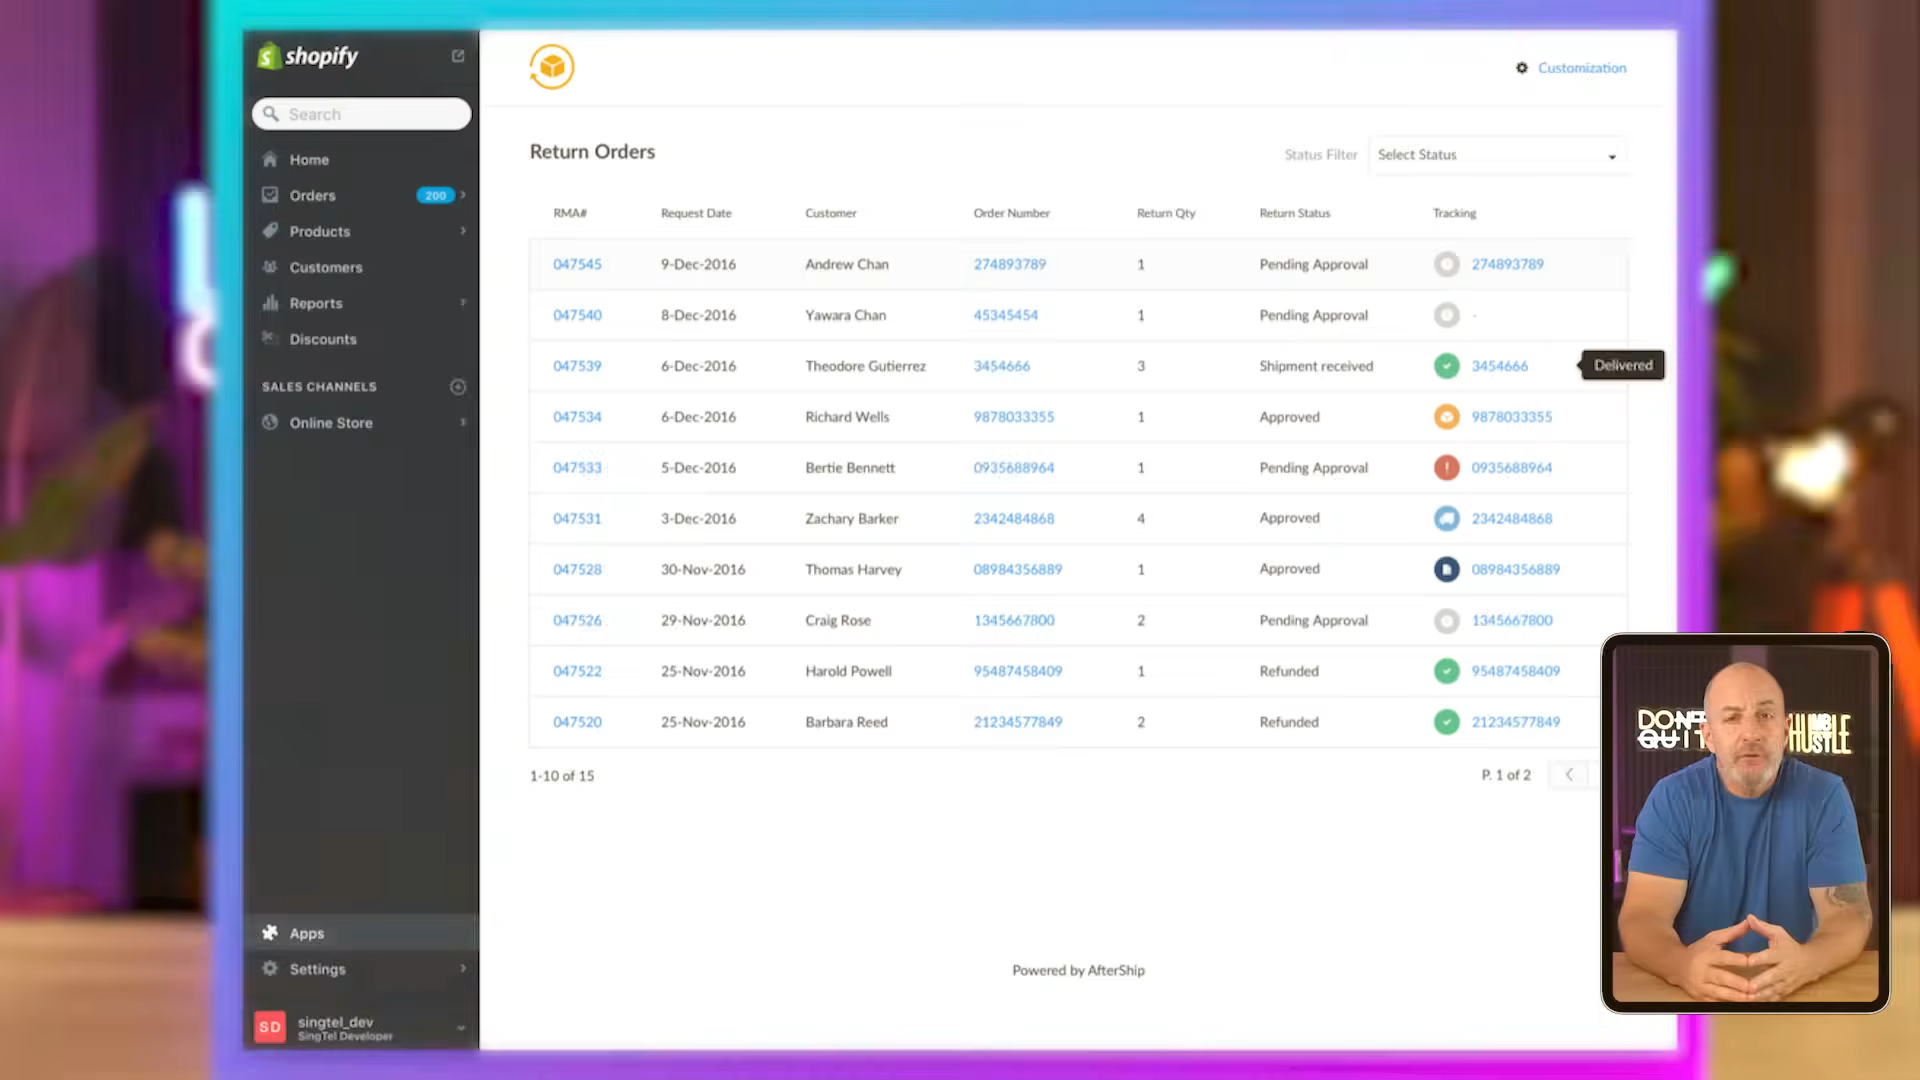 shopify
Customization
Search
Return Orders
Status Filter
Select Status
Home
Orders
200
Products
Customers
Reports
Discounts
SALES CHANNELS
Online Store
RMA# Request Date Customer Order Number Return Qty Return Status Tracking
047545 9-Dec-2016 Andrew Chan 274893789 1 Pending Approval 274893789
047540 8-Dec-2016 Yawara Chan 45345454 1 Pending Approval -
047539 6-Dec-2016 Theodore Gutierrez 3454666 3 Shipment received 3454666
Delivered
047534 6-Dec-2016 Richard Wells 9878033355 1 Approved 9878033355
047533 5-Dec-2016 Bertie Bennett 0935688964 1 Pending Approval 0935688964
047531 3-Dec-2016 Zachary Barker 2342484868 4 Approved 2342484868
047528 30-Nov-2016 Thomas Harvey 08984356889 1 Approved 08984356889
047526 29-Nov-2016 Craig Rose 1345667800 2 Pending Approval 1345667800
047522 25-Nov-2016 Harold Powell 95487458409 1 Refunded 95487458409
047520 25-Nov-2016 Barbara Reed 21234577849 2 Refunded 21234577849
1-10 of 15
P. 1 of 2
Powered by AfterShip
Apps
Settings
SD
singtel_dev
SingTel Developer
DON'T
QUIT
HUSTLE